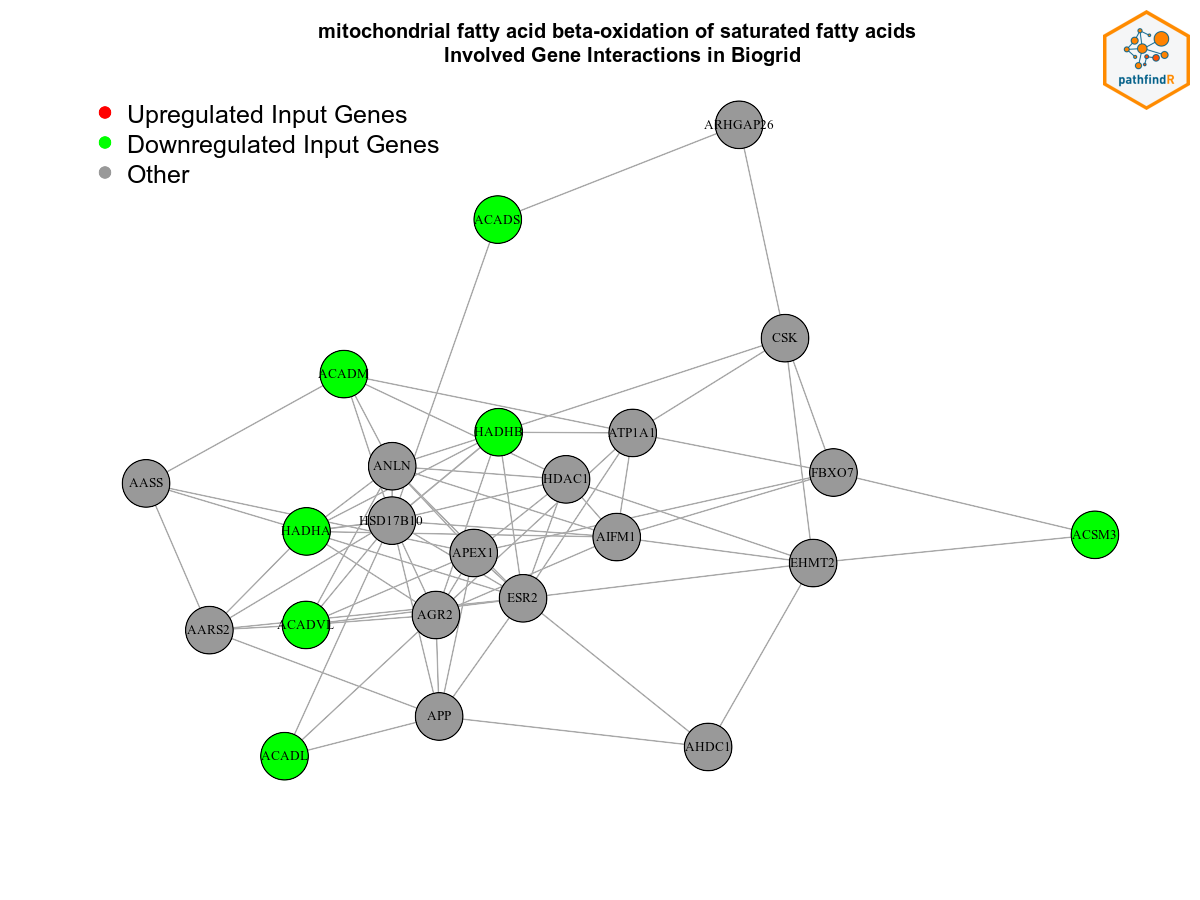 mitochondrial fatty acid beta-oxidation of saturated fatty acids
Involved Gene Interactions in Biogrid
pathfindR
Upregulated Input Genes
Downregulated Input Genes
Other
ARHGAP26
ACADS
CSK
ACADM
HADHB
ATP1A1
ANLN
HDAC1
FBXO7
AASS
HSD17B10
HADHA
AIFM1
ACSM3
APEX1
EHMT2
ESR2
AGR2
ACADVL
AARS2
APP
AHDC1
ACADL